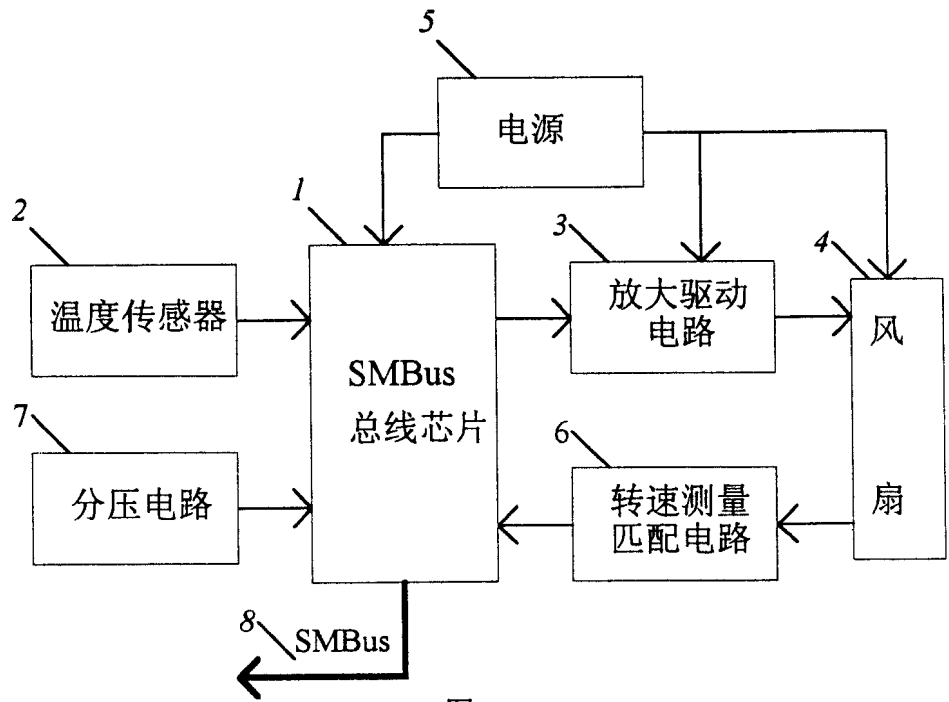 5
电源
1
2
3
4
温度传感器
放大驱动
电路
风
扇
SMBus
总线芯片
7
6
分压电路
转速测量
匹配电路
8
SMBus